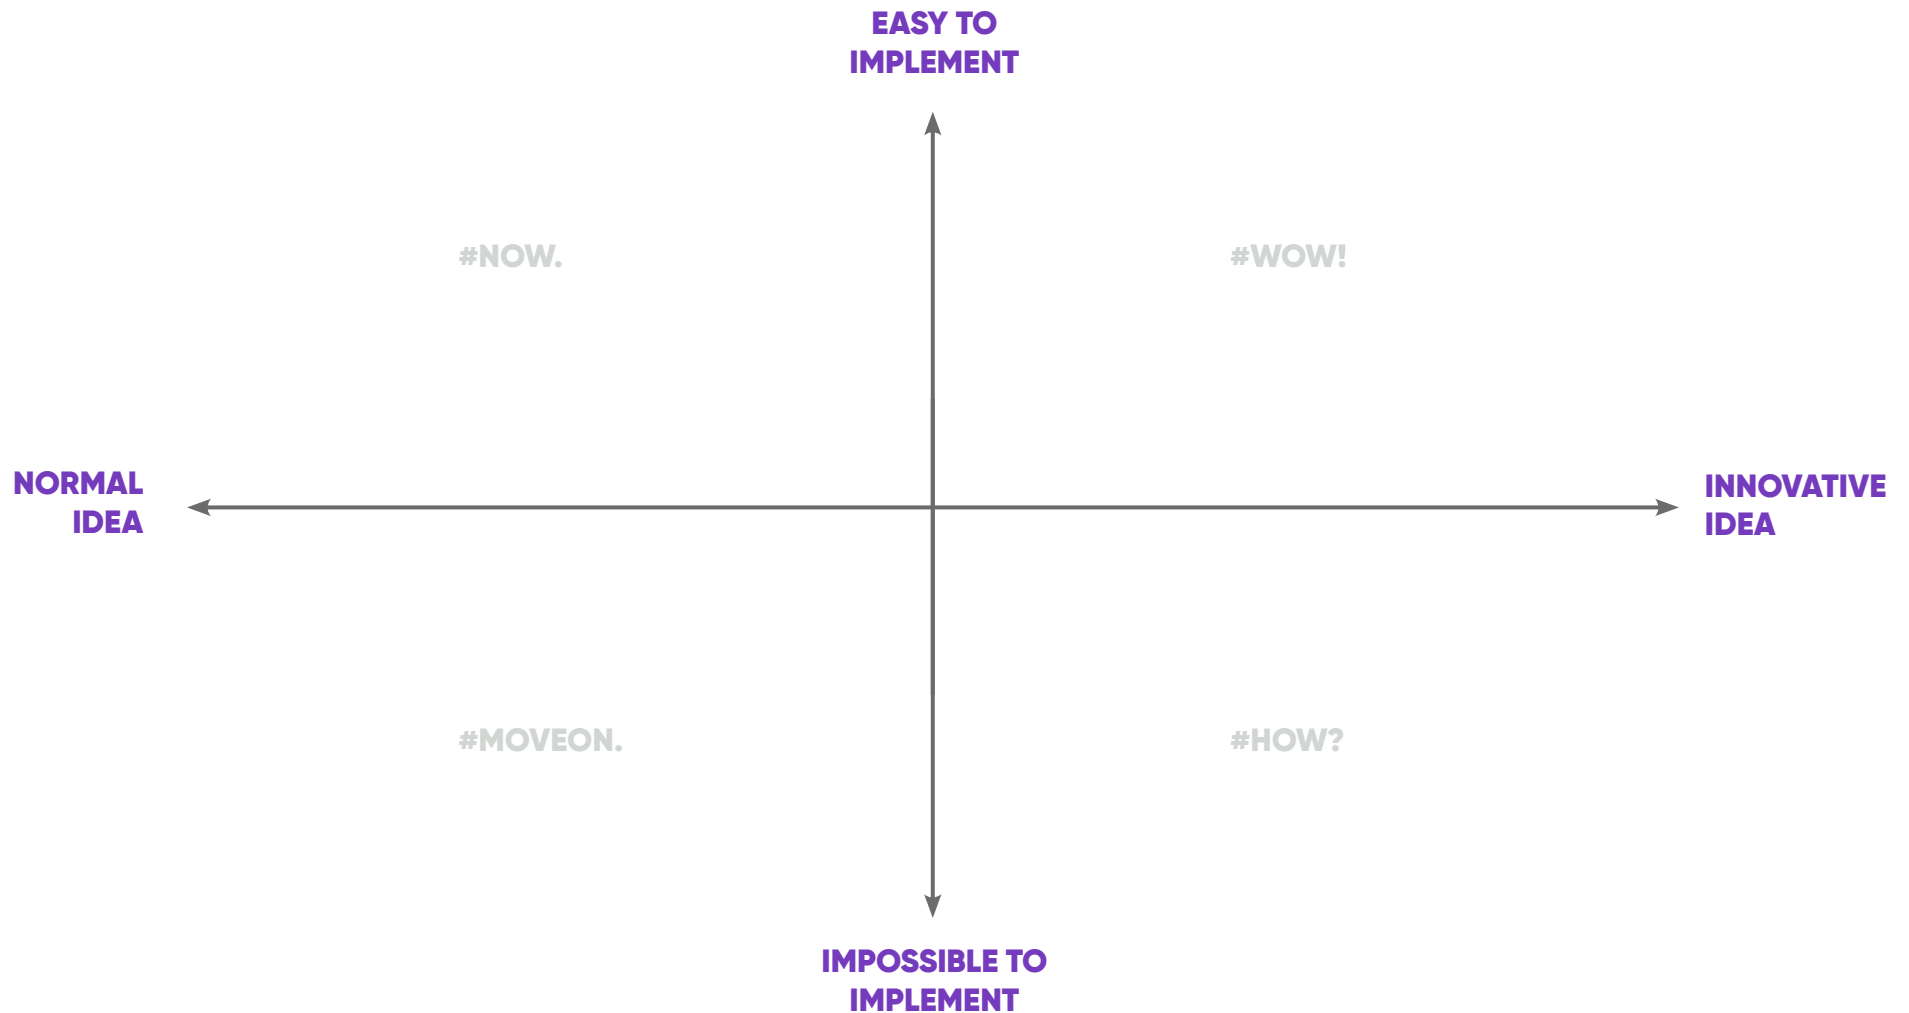 EASY TO
IMPLEMENT
#NOW.
#WOW!
NORMAL
IDEA
INNOVATIVE
IDEA
#MOVEON.
#HOW?
IMPOSSIBLE TO
IMPLEMENT